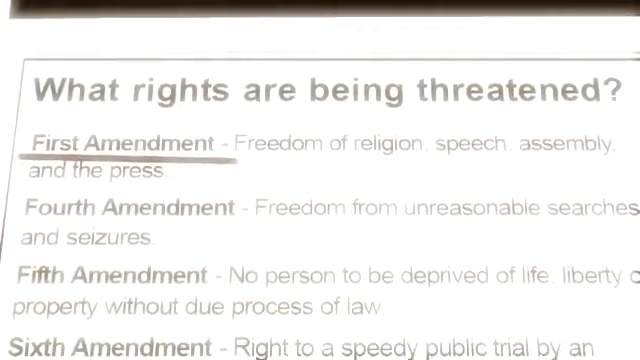 What rights are being threatened?
First Amendment - Freedom of religion, speech, assembly,
and the press.
Fourth Amendment - Freedom from unreasonable searches
and seizures.
Fifth Amendment - No person to be deprived of life, liberty
property without due process of law.
Sixth Amendment - Right to a speedy public trial by an